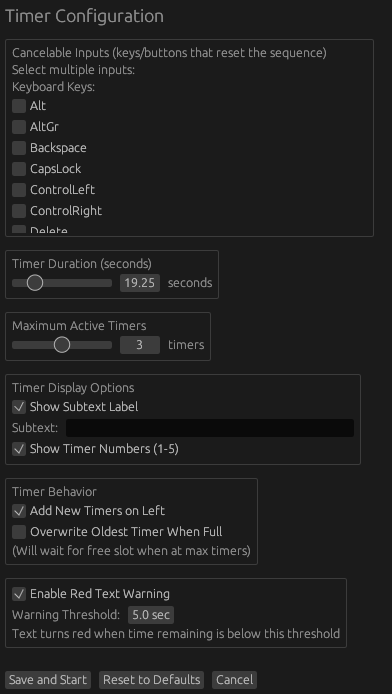 Timer Configuration
Cancelable Inputs (keys/buttons that reset the sequence)
Select multiple inputs:
Keyboard Keys:
Alt
AltGr
Backspace
CapsLock
ControlLeft
ControlRight
Delete
Timer Duration (seconds)
19.25 seconds
Maximum Active Timers
3 timers
Timer Display Options
Show Subtext Label
Subtext:
Show Timer Numbers (1-5)
Timer Behavior
Add New Timers on Left
Overwrite Oldest Timer When Full
(Will wait for free slot when at max timers)
Enable Red Text Warning
Warning Threshold: 5.0 sec
Text turns red when time remaining is below this threshold
Save and Start Reset to Defaults Cancel